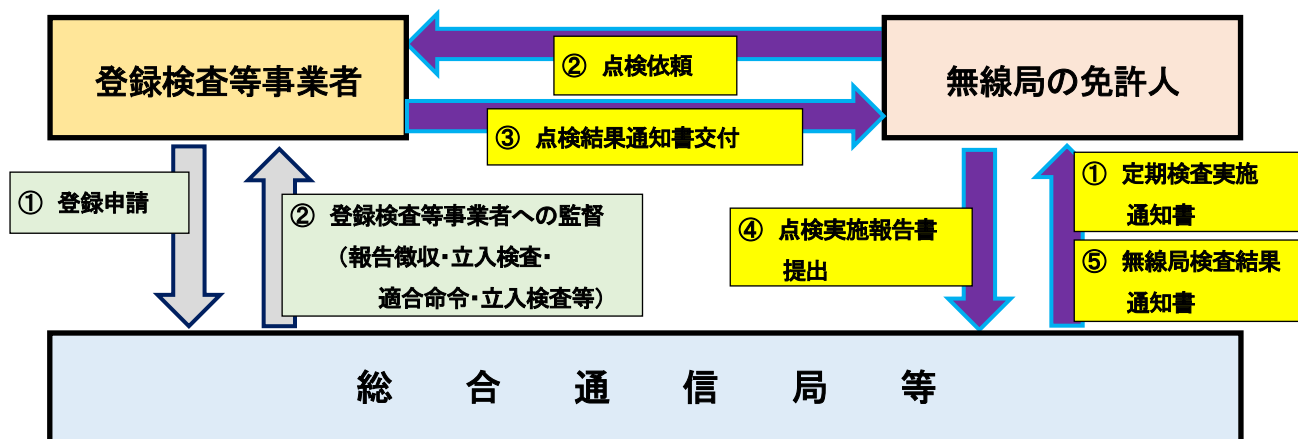 登録検査等事業者
無線局の免許人
② 点検依頼
③ 点検結果通知書交付
① 登録申請
② 登録検査等事業者への監督
（報告徴収・立入検査・
適合命令・立入検査等）
④ 点検実施報告書
提出
① 定期検査実施
通知書
⑤ 無線局検査結果
通知書
総合通信局等